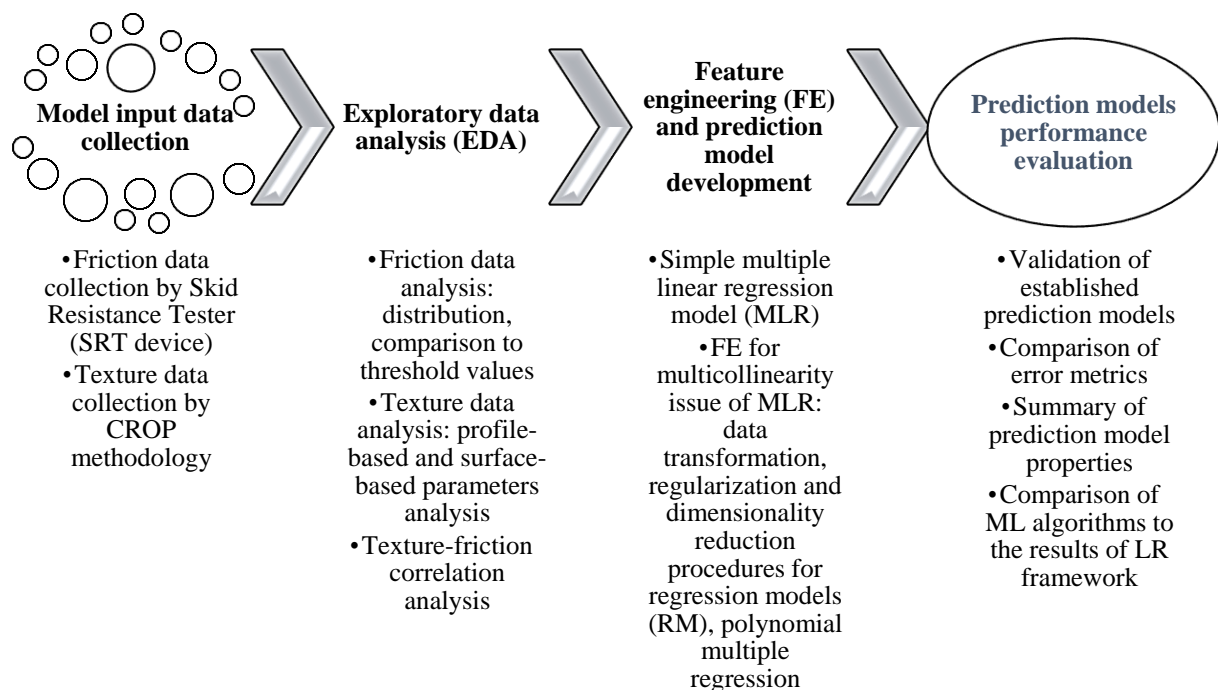 Model input data
collection
•Friction data
collection by Skid
Resistance Tester
(SRT device)
•Texture data
collection by
CROP
methodology
Exploratory data
analysis (EDA)
•Friction data
analysis:
distribution,
comparison to
threshold values
•Texture data
analysis: profile-
based and surface-
based parameters
analysis
•Texture-friction
correlation
analysis
Feature
engineering (FE)
and prediction
model
development
•Simple multiple
linear regression
model (MLR)
•FE for
multicollinearity
issue of MLR:
data
transformation,
regularization and
dimensionality
reduction
procedures for
regression models
(RM), polynomial
multiple
regression
Prediction models
performance
evaluation
•Validation of
established
prediction models
•Comparison of
error metrics
•Summary of
prediction model
properties
•Comparison of
ML algorithms to
the results of LR
framework